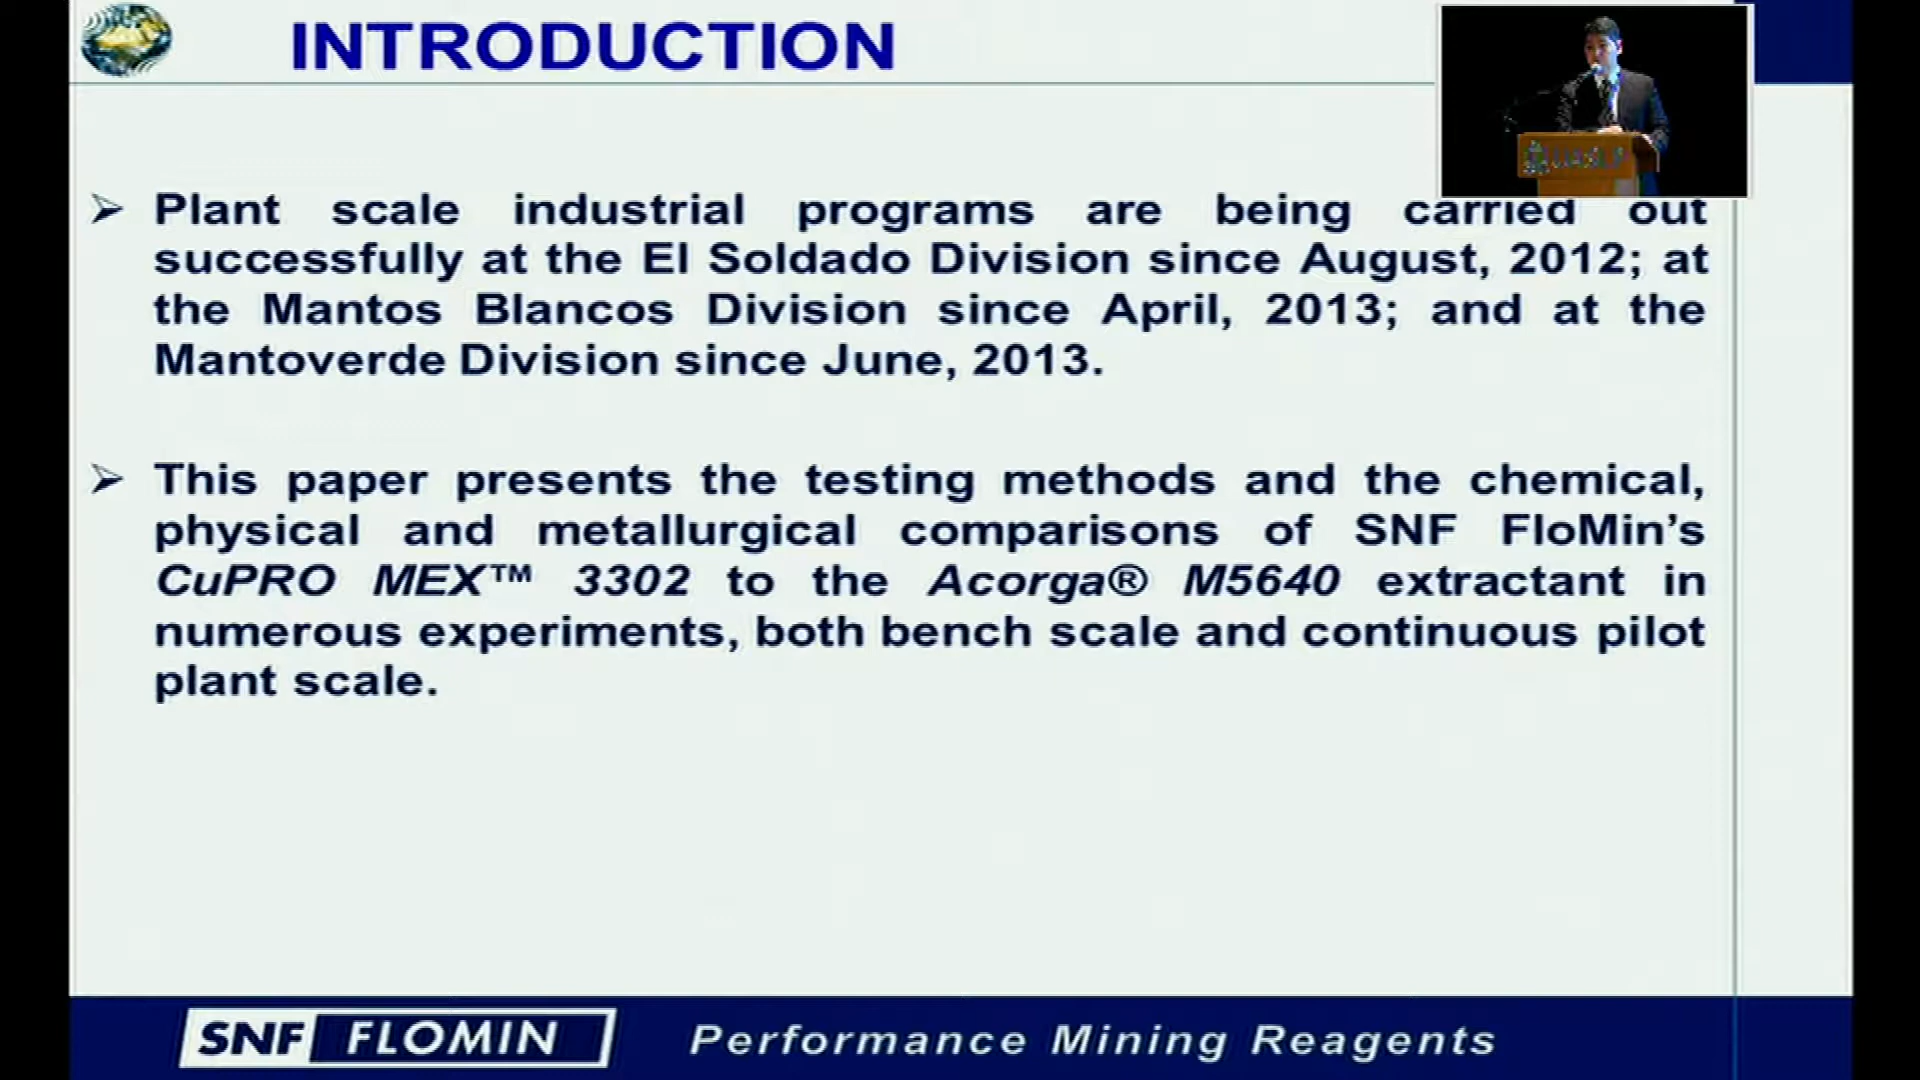 INTRODUCTION
Plant scale industrial programs are being carried out
successfully at the El Soldado Division since August, 2012; at
the Mantos Blancos Division since April, 2013; and at the
Mantoverde Division since June, 2013.
This paper presents the testing methods and the chemical,
physical and metallurgical comparisons of SNF FloMin’s
CuPRO MEX™ 3302 to the Acorga® M5640 extractant in
numerous experiments, both bench scale and continuous pilot
plant scale.
SNF FLOMIN
Performance Mining Reagents